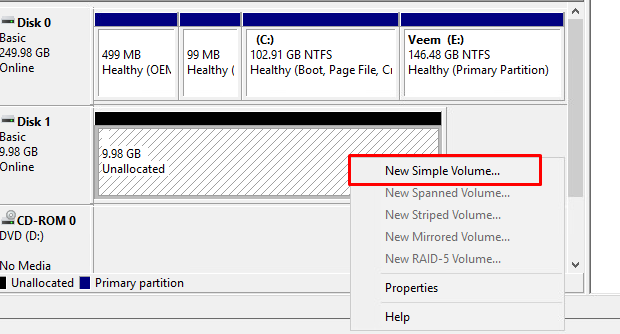 Disk 0
Basic
249.98 GB
Online
499 MB
Healthy (OEM
99 MB
Healthy (
(C:)
102.91 GB NTFS
Healthy (Boot, Page File, Cr
Veem (E:)
146.48 GB NTFS
Healthy (Primary Partition)
Disk 1
Basic
9.98 GB
Online
9.98 GB
Unallocated
New Simple Volume...
New Spanned Volume...
New Striped Volume...
New Mirrored Volume...
New RAID-5 Volume...
Properties
Help
CD-ROM 0
DVD (D:)
No Media
Unallocated
Primary partition